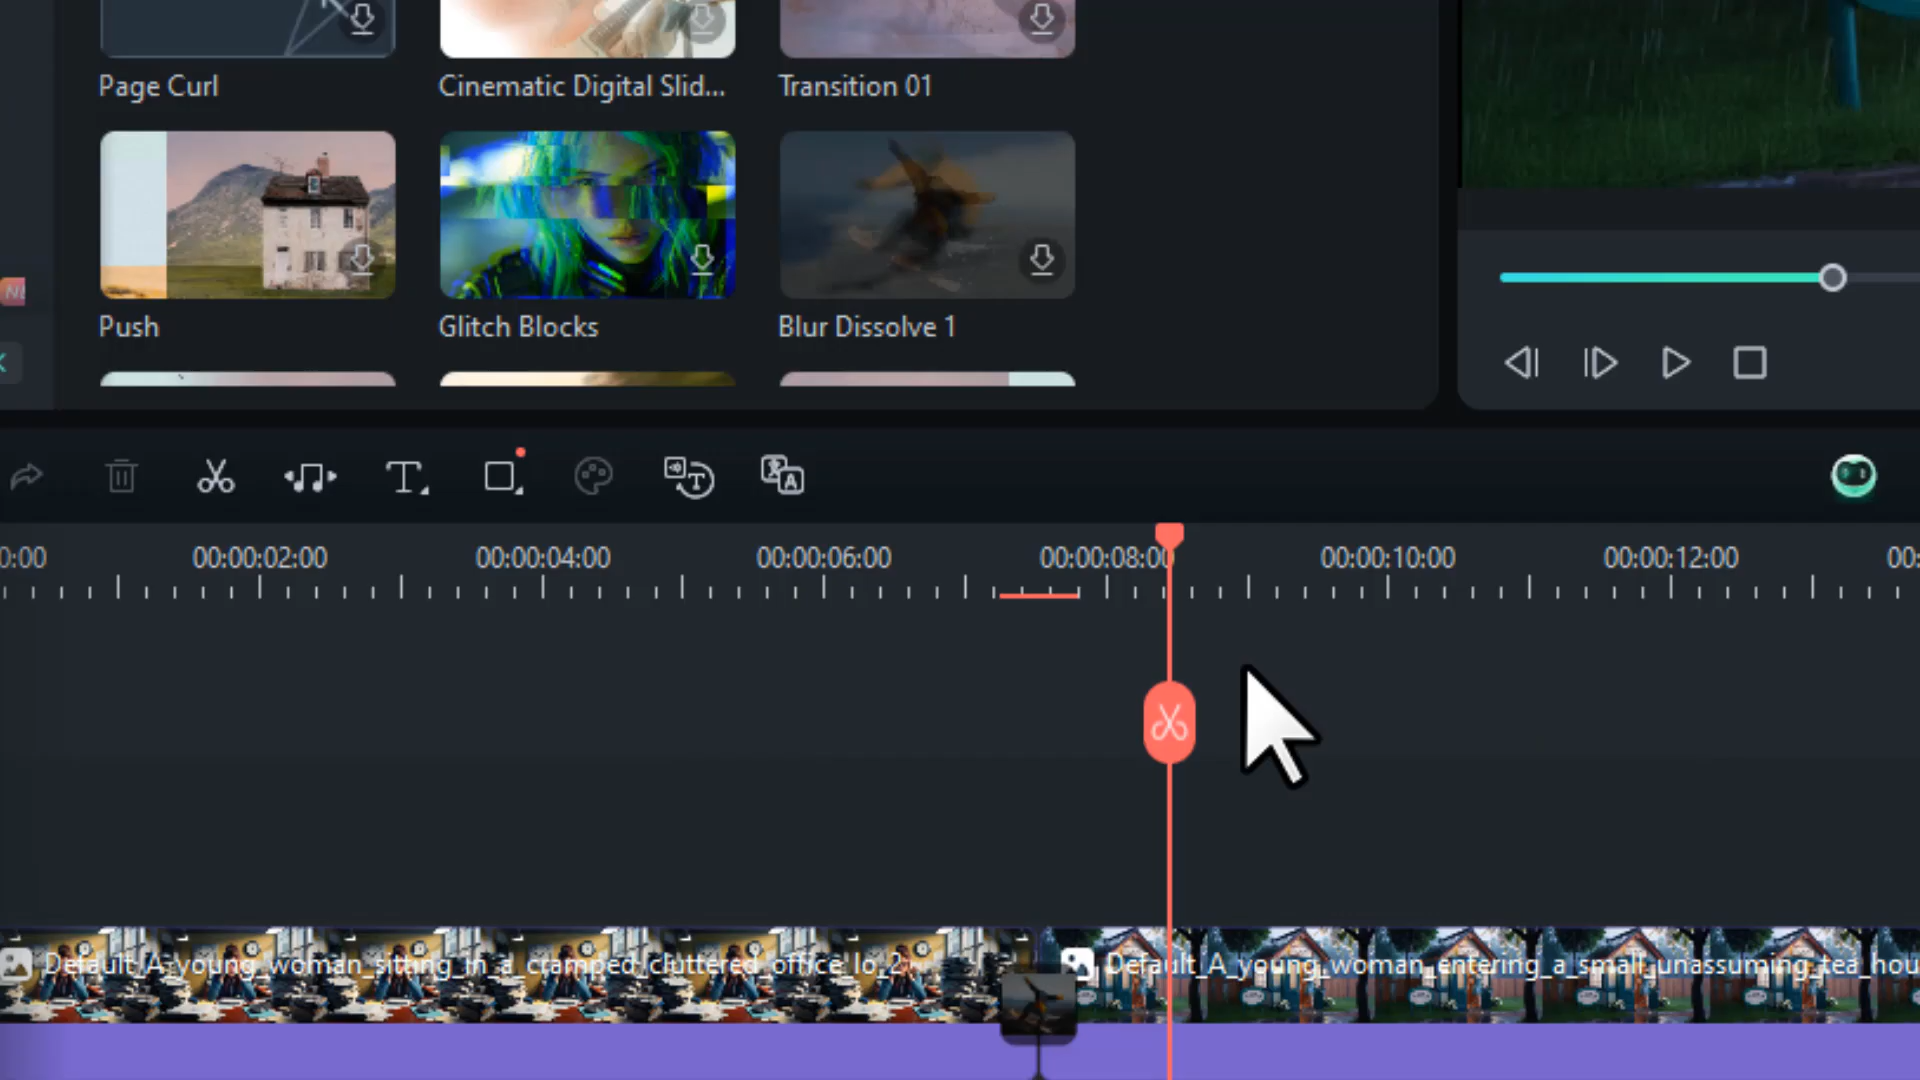 Page Curl
Cinematic Digital Slid...
Transition 01
Push
Glitch Blocks
Blur Dissolve 1
0:00
00:00:02:00
00:00:04:00
00:00:06:00
00:00:08:00
00:00:10:00
00:00:12:00
00:
Default_A_young_woman_sitting_in_a_cramped_cluttered_office_lo_2
Default_A_young_woman_entering_a_small_unassuming_tea_hou